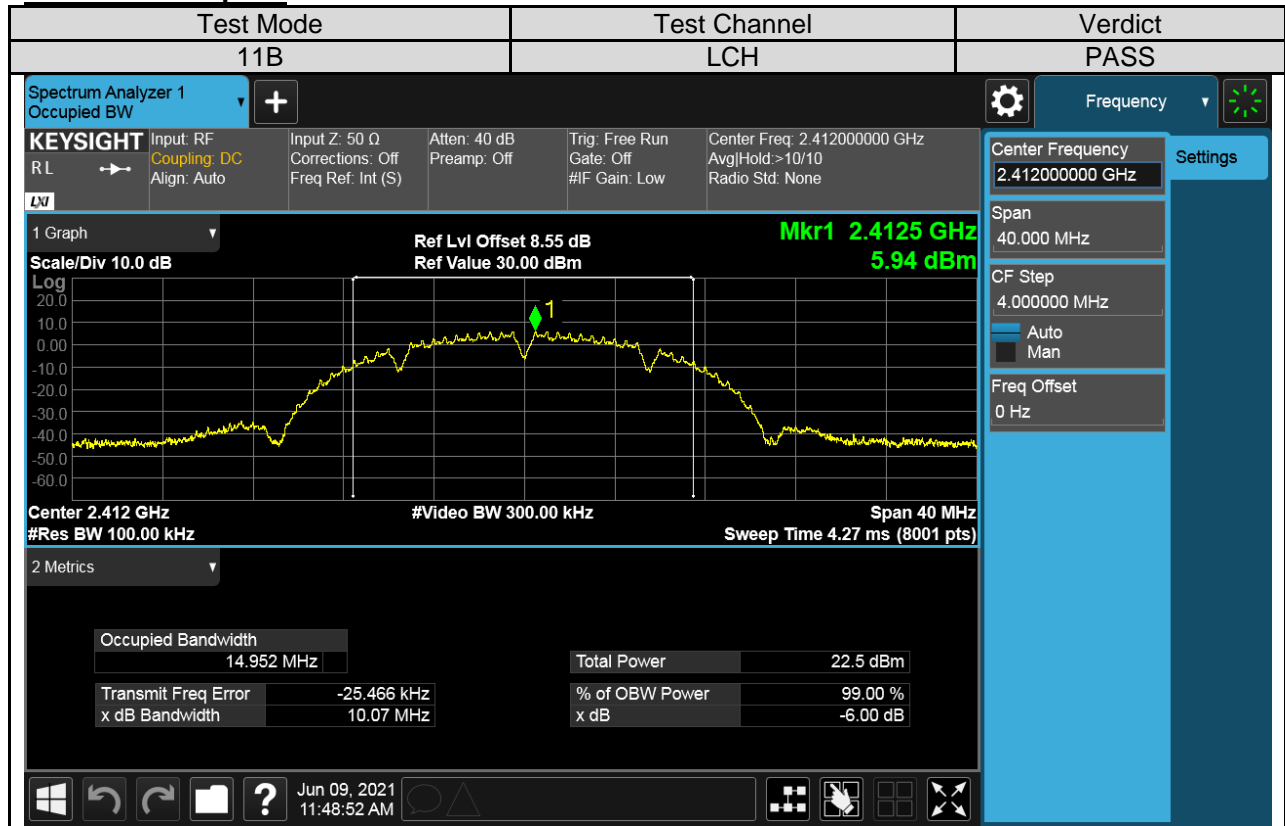 Test Mode Test Channel Verdict
11B LCH PASS
Spectrum Analyzer 1
Occupied BW
+
Frequency
KEYSIGHT Input: RF Input Z: 50 Ω Atten: 40 dB Trig: Free Run Center Freq: 2.412000000 GHz
R L Coupling: DC Corrections: Off Preamp: Off Gate: Off Avg|Hold:>10/10
Align: Auto Freq Ref: Int (S) #IF Gain: Low Radio Std: None
LXI
Center Frequency
2.412000000 GHz
Settings
Span
40.000 MHz
CF Step
4.000000 MHz
Auto
Man
Freq Offset
0 Hz
1 Graph Ref Lvl Offset 8.55 dB Mkr1 2.4125 GHz
Scale/Div 10.0 dB Ref Value 30.00 dBm 5.94 dBm
Log
20.0
10.0
0.00
-10.0
-20.0
-30.0
-40.0
-50.0
-60.0
1
Center 2.412 GHz #Video BW 300.00 kHz Span 40 MHz
#Res BW 100.00 kHz Sweep Time 4.27 ms (8001 pts)
2 Metrics
Occupied Bandwidth
14.952 MHz Total Power 22.5 dBm
Transmit Freq Error -25.466 kHz % of OBW Power 99.00 %
x dB Bandwidth 10.07 MHz x dB -6.00 dB
? Jun 09, 2021
11:48:52 AM